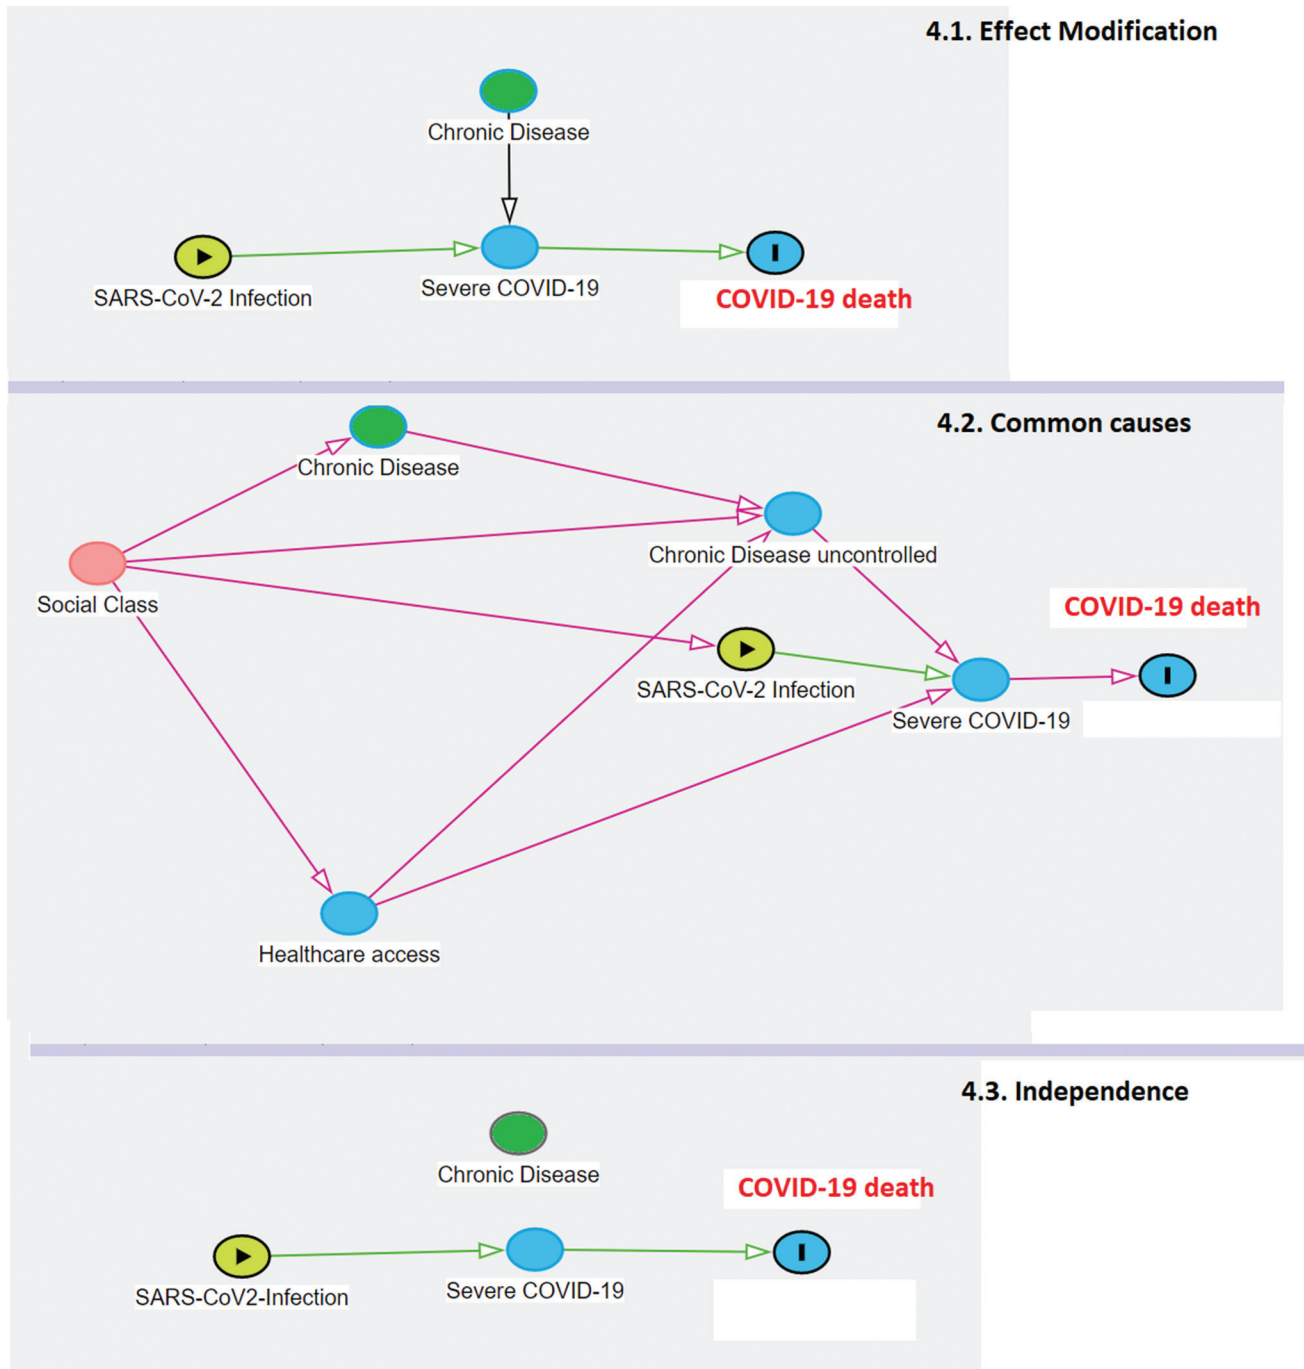 4.1. Effect Modification
Chronic Disease
SARS-CoV-2 Infection
Severe COVID-19
COVID-19 death
4.2. Common causes
Chronic Disease
Chronic Disease uncontrolled
Social Class
COVID-19 death
SARS-CoV-2 Infection
Severe COVID-19
Healthcare access
4.3. Independence
Chronic Disease
COVID-19 death
SARS-CoV2-Infection
Severe COVID-19